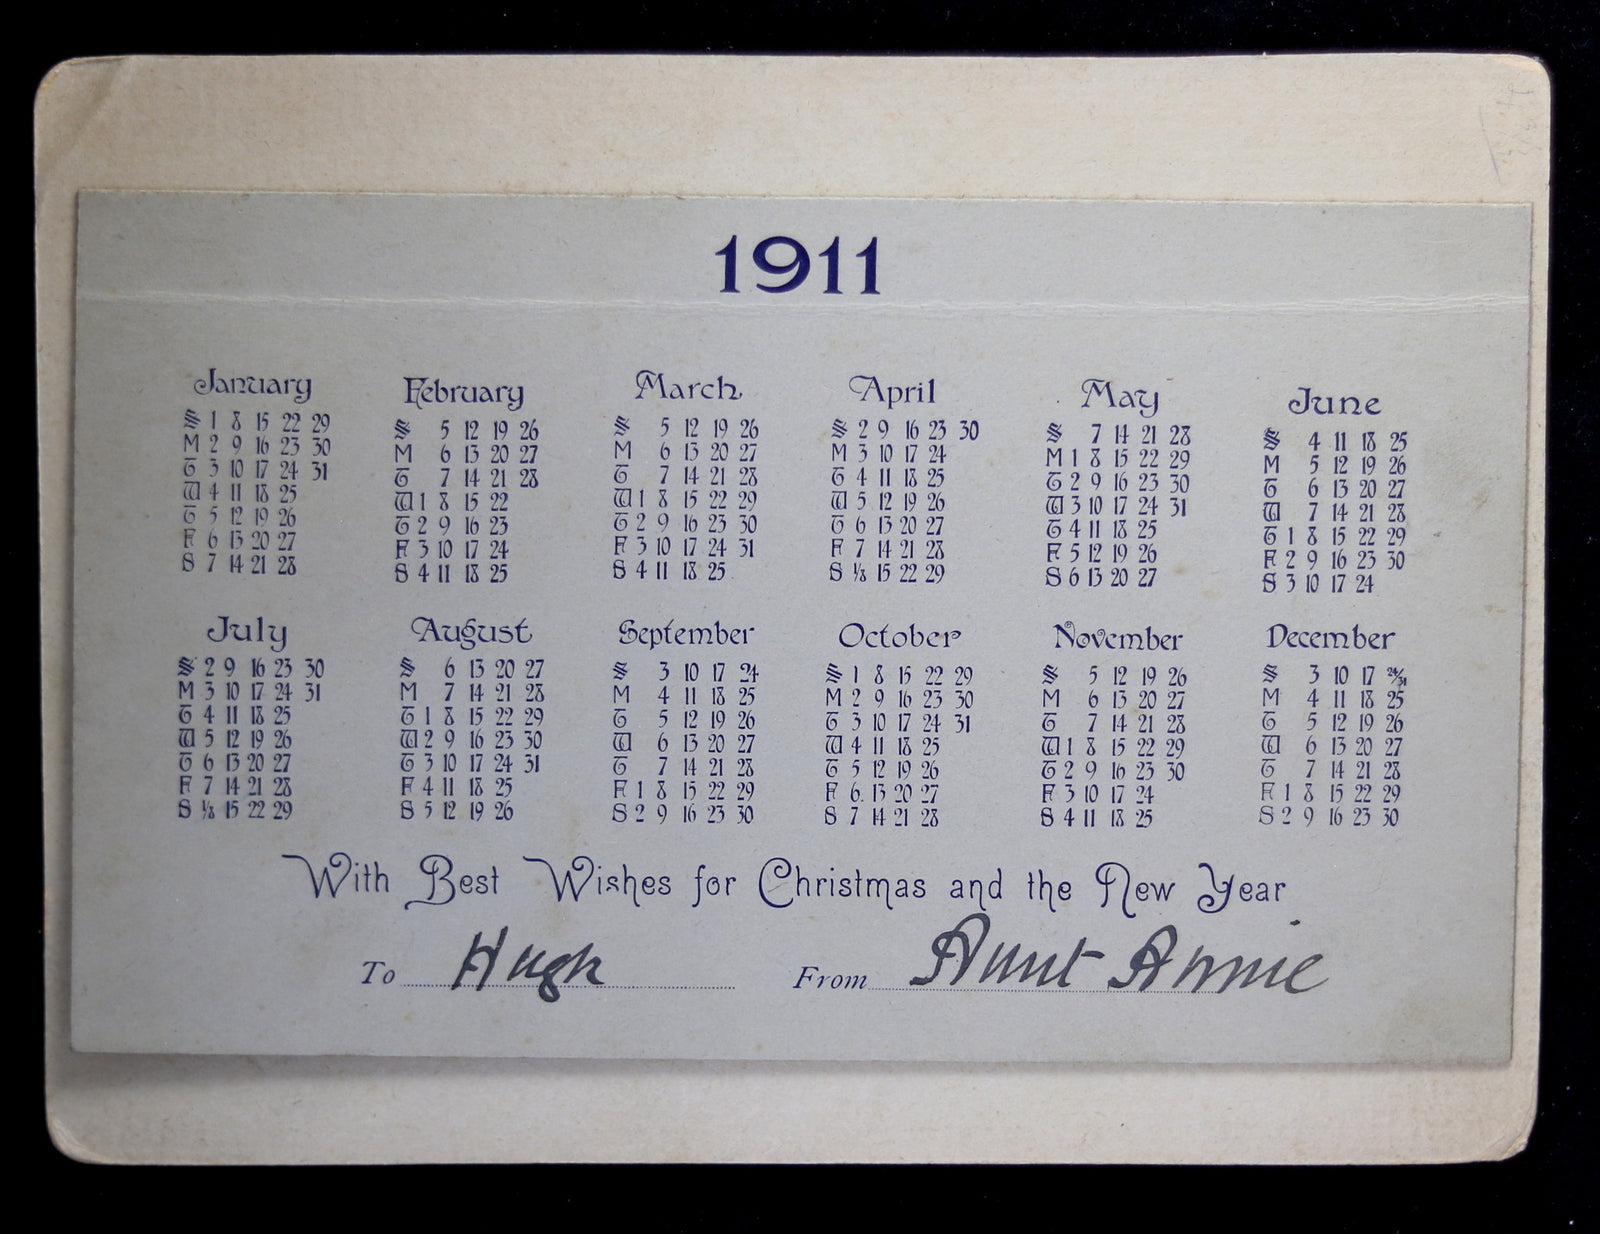 1911
January
S 1 8 15 22 29
M 2 9 16 23 30
T 3 10 17 24 31
W 4 11 18 25
T 5 12 19 26
F 6 13 20 27
S 7 14 21 28
February
S 5 12 19 26
M 6 13 20 27
T 7 14 21 28
W 1 8 15 22
T 2 9 16 23
F 3 10 17 24
S 4 11 18 25
March
S 5 12 19 26
M 6 13 20 27
T 7 14 21 28
W 1 8 15 22 29
T 2 9 16 23 30
F 3 10 17 24 31
S 4 11 18 25
April
S 2 9 16 23 30
M 3 10 17 24
T 4 11 18 25
W 5 12 19 26
T 6 13 20 27
F 7 14 21 28
S 1/8 15 22 29
May
S 7 14 21 28
M 1 8 15 22 29
T 2 9 16 23 30
W 3 10 17 24 31
T 4 11 18 25
F 5 12 19 26
S 6 13 20 27
June
S 4 11 18 25
M 5 12 19 26
T 6 13 20 27
W 7 14 21 28
T 1 8 15 22 29
F 2 9 16 23 30
S 3 10 17 24
July
S 2 9 16 23 30
M 3 10 17 24 31
T 4 11 18 25
W 5 12 19 26
T 6 13 20 27
F 7 14 21 28
S 1/8 15 22 29
August
S 6 13 20 27
M 7 14 21 28
T 1 8 15 22 29
W 2 9 16 23 30
T 3 10 17 24 31
F 4 11 18 25
S 5 12 19 26
September
S 3 10 17 24
M 4 11 18 25
T 5 12 19 26
W 6 13 20 27
T 7 14 21 28
F 1 8 15 22 29
S 2 9 16 23 30
October
S 1 8 15 22 29
M 2 9 16 23 30
T 3 10 17 24 31
W 4 11 18 25
T 5 12 19 26
F 6 13 20 27
S 7 14 21 28
November
S 5 12 19 26
M 6 13 20 27
T 7 14 21 28
W 1 8 15 22 29
T 2 9 16 23 30
F 3 10 17 24
S 4 11 18 25
December
S 3 10 17 24/31
M 4 11 18 25
T 5 12 19 26
W 6 13 20 27
T 7 14 21 28
F 1 8 15 22 29
S 2 9 16 23 30
With Best Wishes for Christmas and the New Year
To Hugh From Aunt Annie